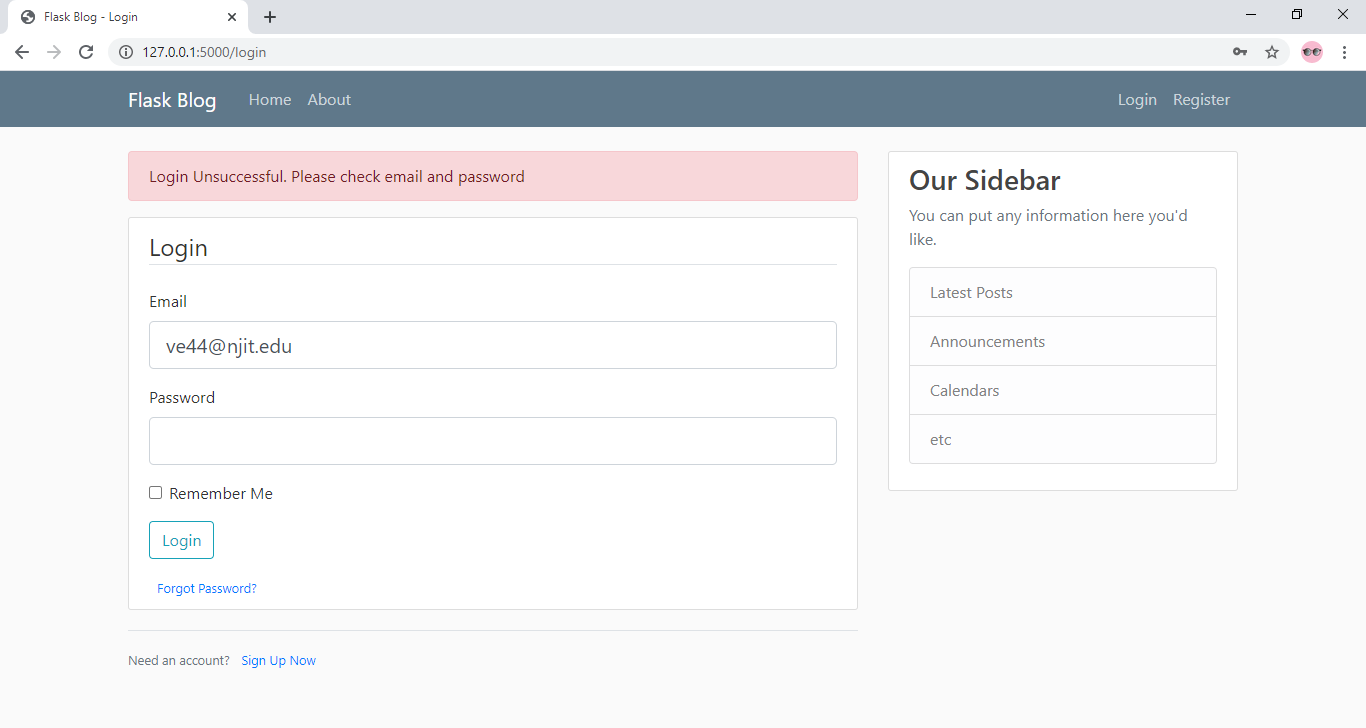 Flask Blog - Login
127.0.0.1:5000/login
Flask Blog Home About Login Register
Login Unsuccessful. Please check email and password
Login
Email
ve44@njit.edu
Password
Remember Me
Login
Forgot Password?
Need an account? Sign Up Now
Our Sidebar
You can put any information here you'd
like.
Latest Posts
Announcements
Calendars
etc